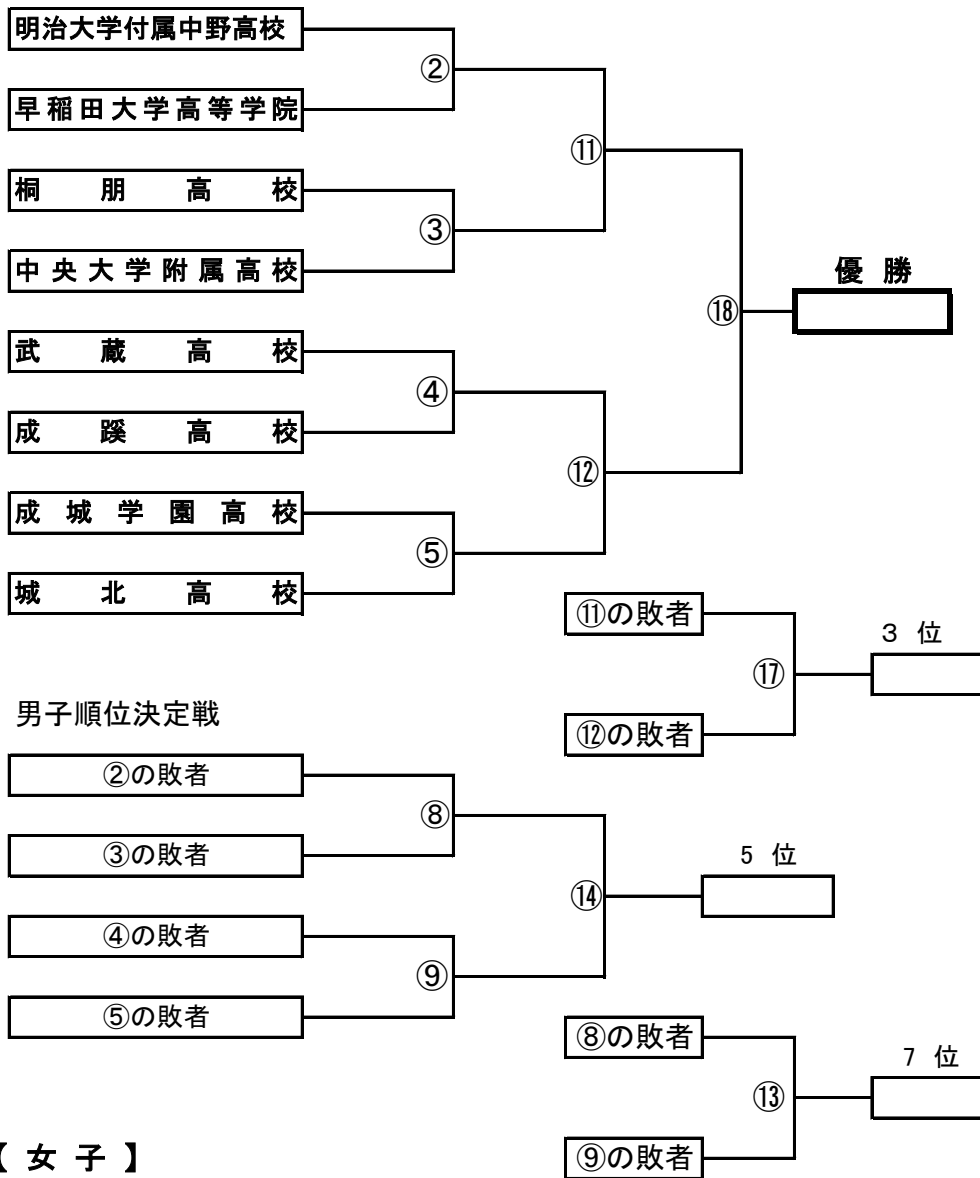 明治大学付属中野高校
②
早稲田大学高等学院
⑪
桐朋高校
③
中央大学附属高校
優勝
⑱
武蔵高校
④
成蹊高校
⑫
成城学園高校
⑤
城北高校
⑪の敗者
3 位
⑰
男子順位決定戦
⑫の敗者
②の敗者
⑧
③の敗者
5 位
⑭
④の敗者
⑨
⑤の敗者
⑧の敗者
7 位
⑬
【女子】
⑨の敗者